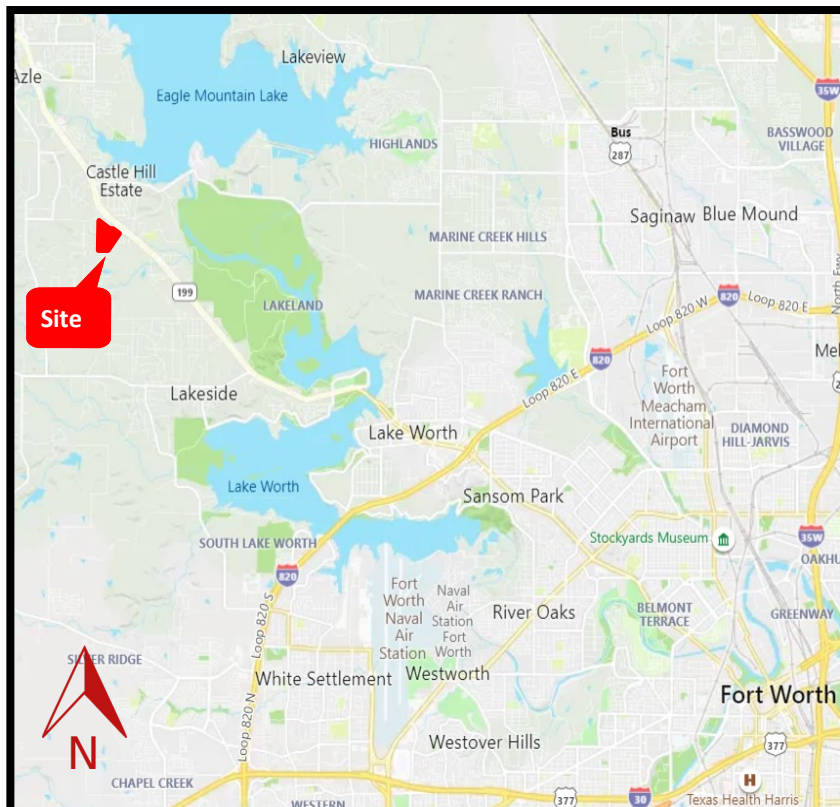 Lakeview
Azle
Eagle Mountain Lake
35W
Bus
287
BASSWOOD
VILLAGE
HIGHLANDS
Castle Hill
Estate
Saginaw
Blue Mound
MARINE CREEK HILLS
199
LAKELAND
MARINE CREEK RANCH
Site
Loop 820 W
820
Loop 820 E
North Fwy
820
Loop 820 E
Mel
2
Fort
Worth
Meacham
International
Airport
Lakeside
Lake Worth
DIAMOND
HILL-JARVIS
Lake Worth
Sansom Park
Stockyards Museum
35W
SOUTH LAKE WORTH
OAKHU
820
Loop 820 S
Fort
Worth
Naval
Air
Station
Naval
Air
Station
Fort
Worth
River Oaks
BELMONT
TERRACE
GREENWAY
SILVER RIDGE
White Settlement
Westworth
Fort Worth
Loop 820 N
N
Westover Hills
377
CHAPEL CREEK
H
WESTERN
377
30
Texas Health Harris